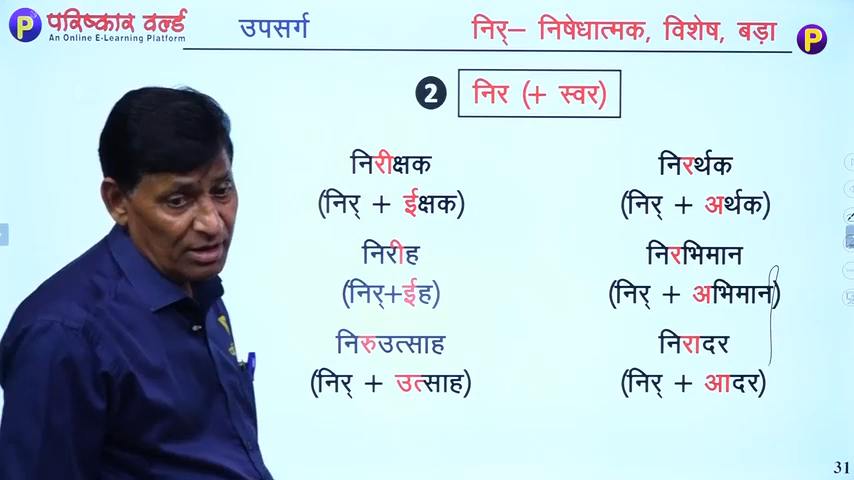 परिष्कार वर्ल्ड
An Online E-Learning Platform
उपसर्ग
निर्– निषेधात्मक, विशेष, बड़ा
P
P
2 निर (+ स्वर)
निरीक्षक
(निर् + ईक्षक)
निरीह
(निर्+ईह)
निरुउत्साह
(निर् + उत्साह)
निरर्थक
(निर् + अर्थक)
निरभिमान
(निर् + अभिमान)
निरादर
(निर् + आदर)
31